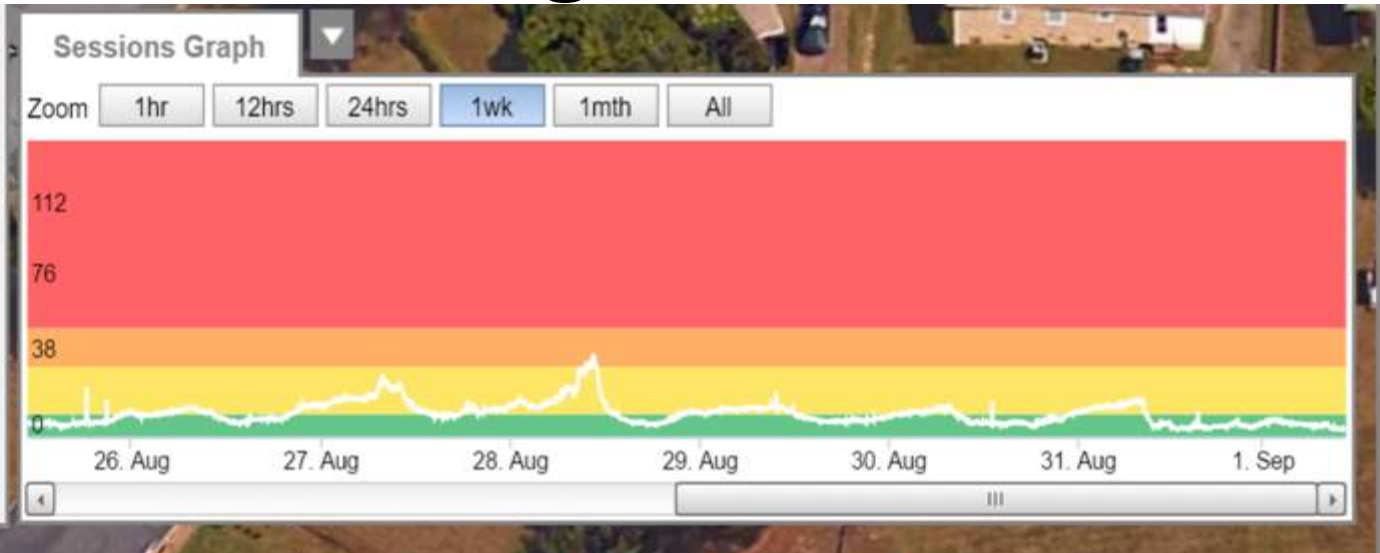 Sessions Graph
Zoom 1hr 12hrs 24hrs 1wk 1mth All
112
76
38
0
26. Aug 27. Aug 28. Aug 29. Aug 30. Aug 31. Aug 1. Sep